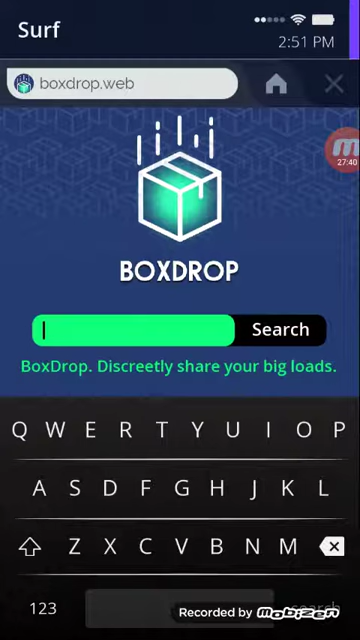 Surf
2:51 PM
boxdrop.web
27:40
BOXDROP
Search
BoxDrop. Discreetly share your big loads.
Q W E R T Y U I O P
A S D F G H J K L
Z X C V B N M
123
search
Recorded by mobizen